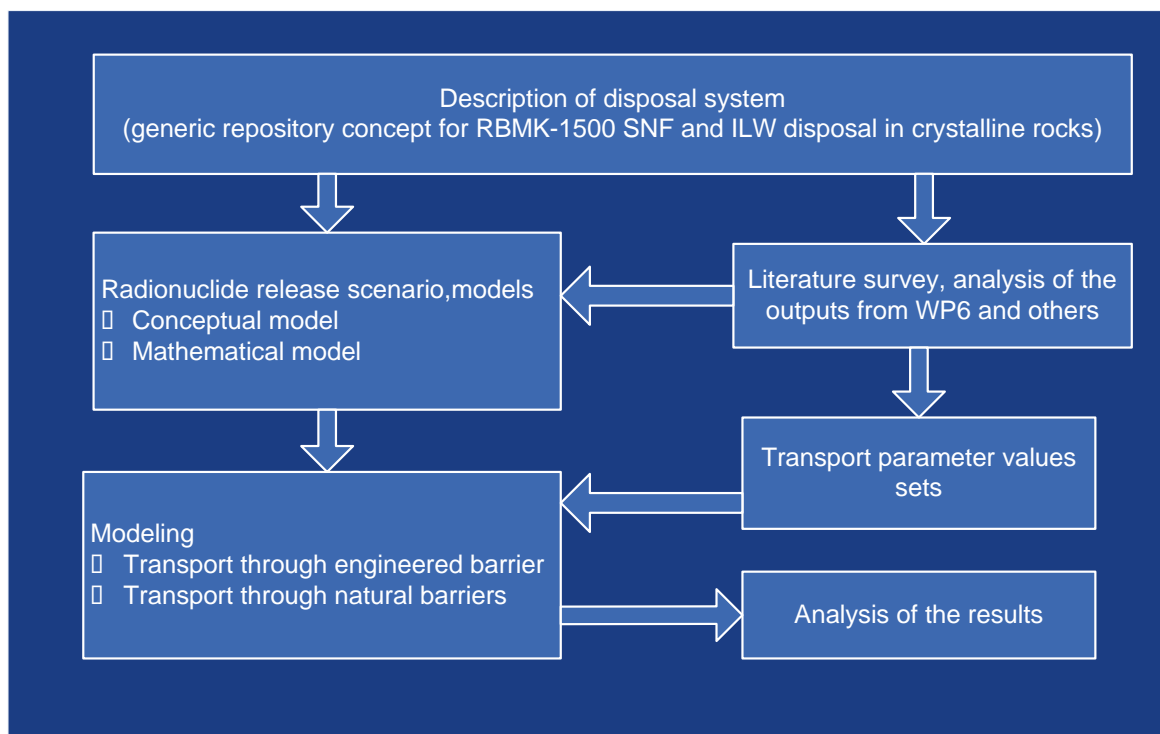 Description of disposal system
(generic repository concept for RBMK-1500 SNF and ILW disposal in crystalline rocks)
Radionuclide release scenario,models
▯ Conceptual model
▯ Mathematical model
Literature survey, analysis of the
outputs from WP6 and others
Transport parameter values
sets
Modeling
▯ Transport through engineered barrier
▯ Transport through natural barriers
Analysis of the results